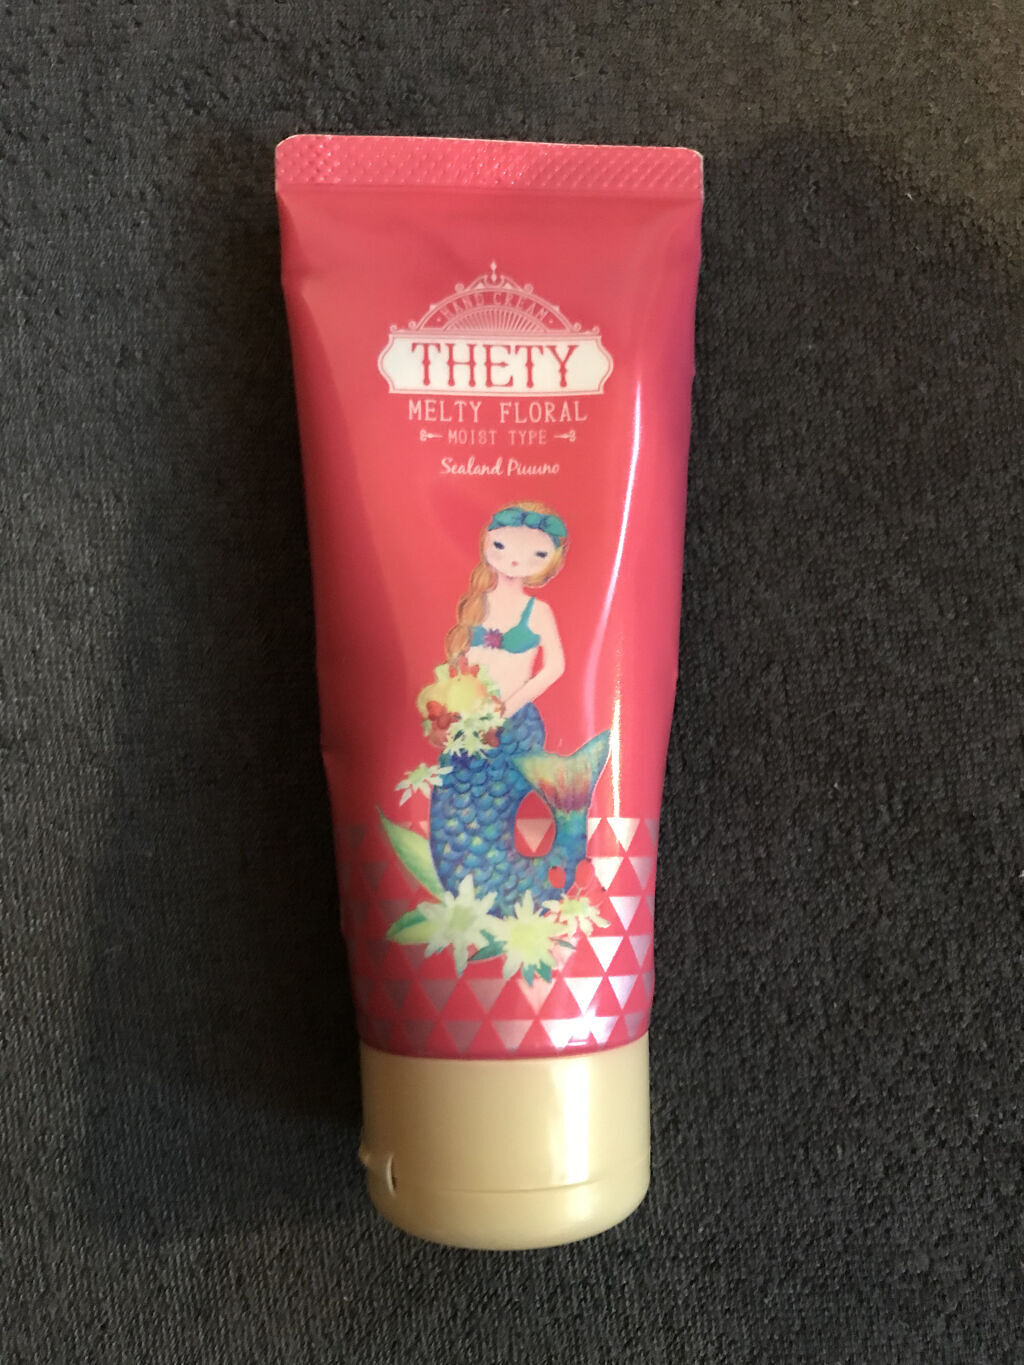 HAND CREAM
THETY
MELTY FLORAL
MOIST TYPE
Sealand Piuuno